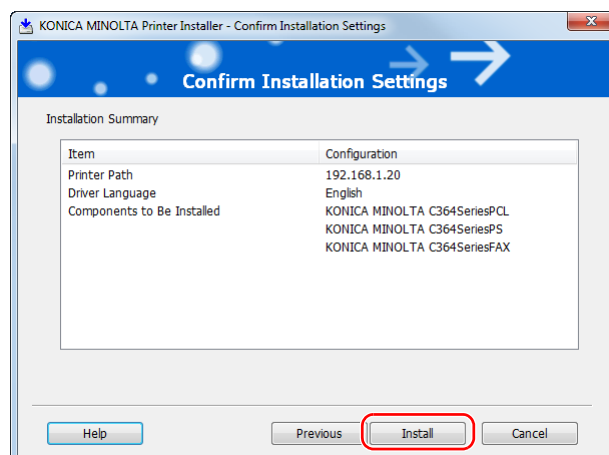 KONICA MINOLTA Printer Installer - Confirm Installation Settings
Confirm Installation Settings
Installation Summary
Item Configuration
Printer Path 192.168.1.20
Driver Language English
Components to Be Installed KONICA MINOLTA C364SeriesPCL
KONICA MINOLTA C364SeriesPS
KONICA MINOLTA C364SeriesFAX
Help Previous Install Cancel